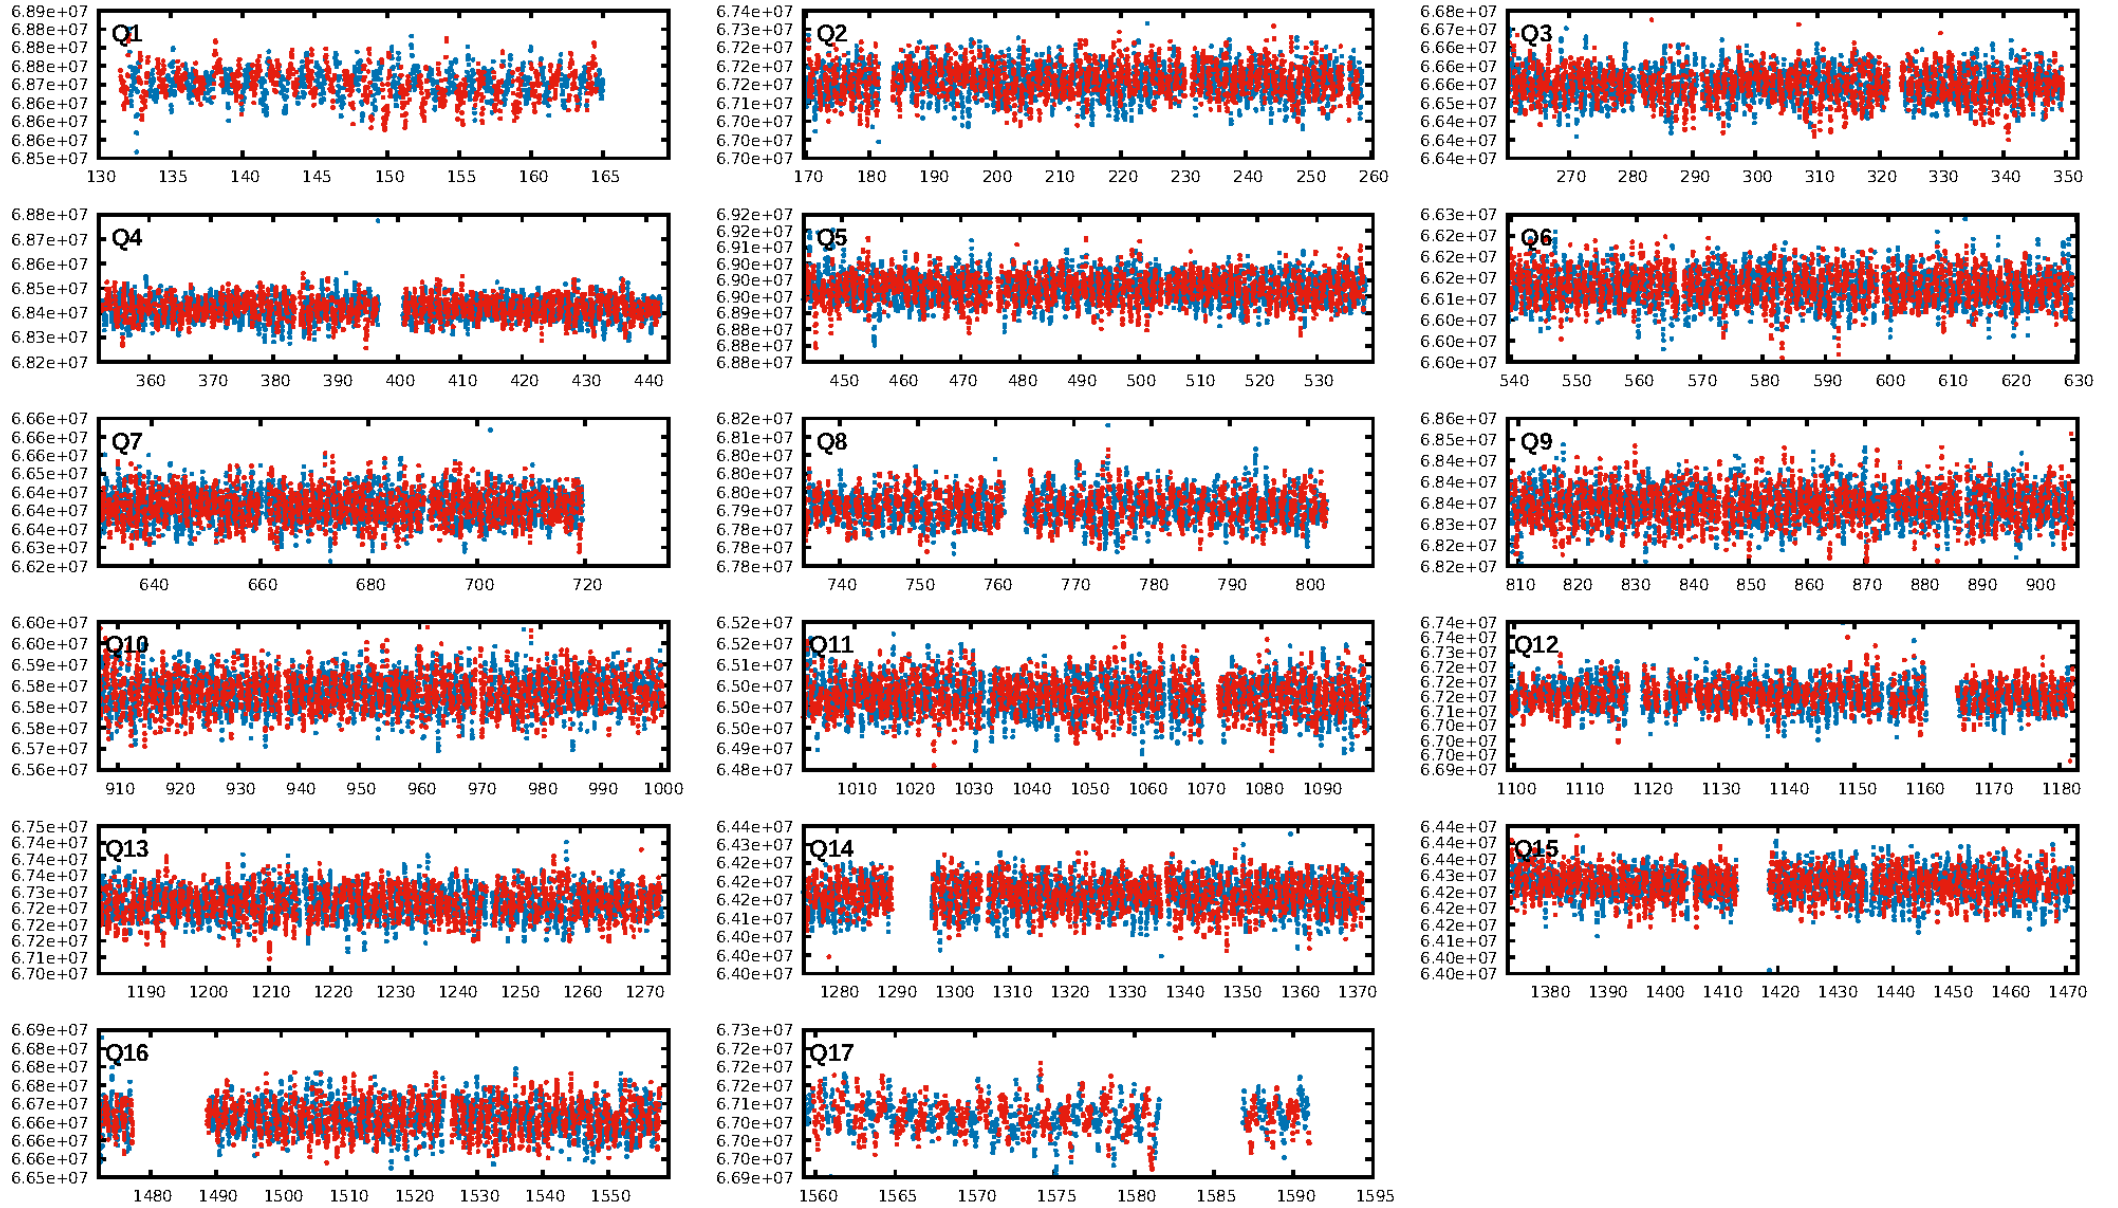 Q1
6.89e+07
6.88e+07
6.88e+07
6.87e+07
6.87e+07
6.86e+07
6.86e+07
6.85e+07
130 135 140 145 150 155 160 165
Q2
6.74e+07
6.73e+07
6.72e+07
6.72e+07
6.72e+07
6.71e+07
6.71e+07
6.70e+07
6.70e+07
170 180 190 200 210 220 230 240 250 260
Q3
6.68e+07
6.67e+07
6.66e+07
6.66e+07
6.66e+07
6.65e+07
6.64e+07
6.64e+07
6.64e+07
270 280 290 300 310 320 330 340 350
Q4
6.88e+07
6.87e+07
6.86e+07
6.85e+07
6.84e+07
6.83e+07
6.82e+07
360 370 380 390 400 410 420 430 440
Q5
6.92e+07
6.92e+07
6.91e+07
6.90e+07
6.90e+07
6.90e+07
6.89e+07
6.88e+07
6.88e+07
6.88e+07
450 460 470 480 490 500 510 520 530
Q6
6.63e+07
6.62e+07
6.62e+07
6.62e+07
6.61e+07
6.60e+07
6.60e+07
6.60e+07
540 550 560 570 580 590 600 610 620 630
Q7
6.66e+07
6.66e+07
6.66e+07
6.65e+07
6.64e+07
6.64e+07
6.64e+07
6.63e+07
6.62e+07
640 660 680 700 720
Q8
6.82e+07
6.81e+07
6.80e+07
6.80e+07
6.80e+07
6.79e+07
6.78e+07
6.78e+07
6.78e+07
740 750 760 770 780 790 800
Q9
6.86e+07
6.85e+07
6.84e+07
6.84e+07
6.84e+07
6.83e+07
6.82e+07
6.82e+07
810 820 830 840 850 860 870 880 890 900
Q10
6.60e+07
6.60e+07
6.59e+07
6.58e+07
6.58e+07
6.58e+07
6.57e+07
6.56e+07
910 920 930 940 950 960 970 980 990 1000
Q11
6.52e+07
6.52e+07
6.51e+07
6.50e+07
6.50e+07
6.50e+07
6.49e+07
6.48e+07
1010 1020 1030 1040 1050 1060 1070 1080 1090
Q12
6.74e+07
6.74e+07
6.73e+07
6.72e+07
6.72e+07
6.72e+07
6.71e+07
6.70e+07
6.70e+07
6.70e+07
6.69e+07
1100 1110 1120 1130 1140 1150 1160 1170 1180
Q13
6.75e+07
6.74e+07
6.74e+07
6.74e+07
6.73e+07
6.72e+07
6.72e+07
6.72e+07
6.71e+07
6.70e+07
1190 1200 1210 1220 1230 1240 1250 1260 1270
Q14
6.44e+07
6.43e+07
6.42e+07
6.42e+07
6.42e+07
6.41e+07
6.40e+07
6.40e+07
6.40e+07
1280 1290 1300 1310 1320 1330 1340 1350 1360 1370
Q15
6.44e+07
6.44e+07
6.44e+07
6.43e+07
6.42e+07
6.42e+07
6.42e+07
6.41e+07
6.40e+07
6.40e+07
1380 1390 1400 1410 1420 1430 1440 1450 1460 1470
Q16
6.69e+07
6.68e+07
6.68e+07
6.68e+07
6.67e+07
6.66e+07
6.66e+07
6.66e+07
6.65e+07
1480 1490 1500 1510 1520 1530 1540 1550
Q17
6.73e+07
6.72e+07
6.72e+07
6.72e+07
6.71e+07
6.70e+07
6.70e+07
6.70e+07
6.69e+07
1560 1565 1570 1575 1580 1585 1590 1595